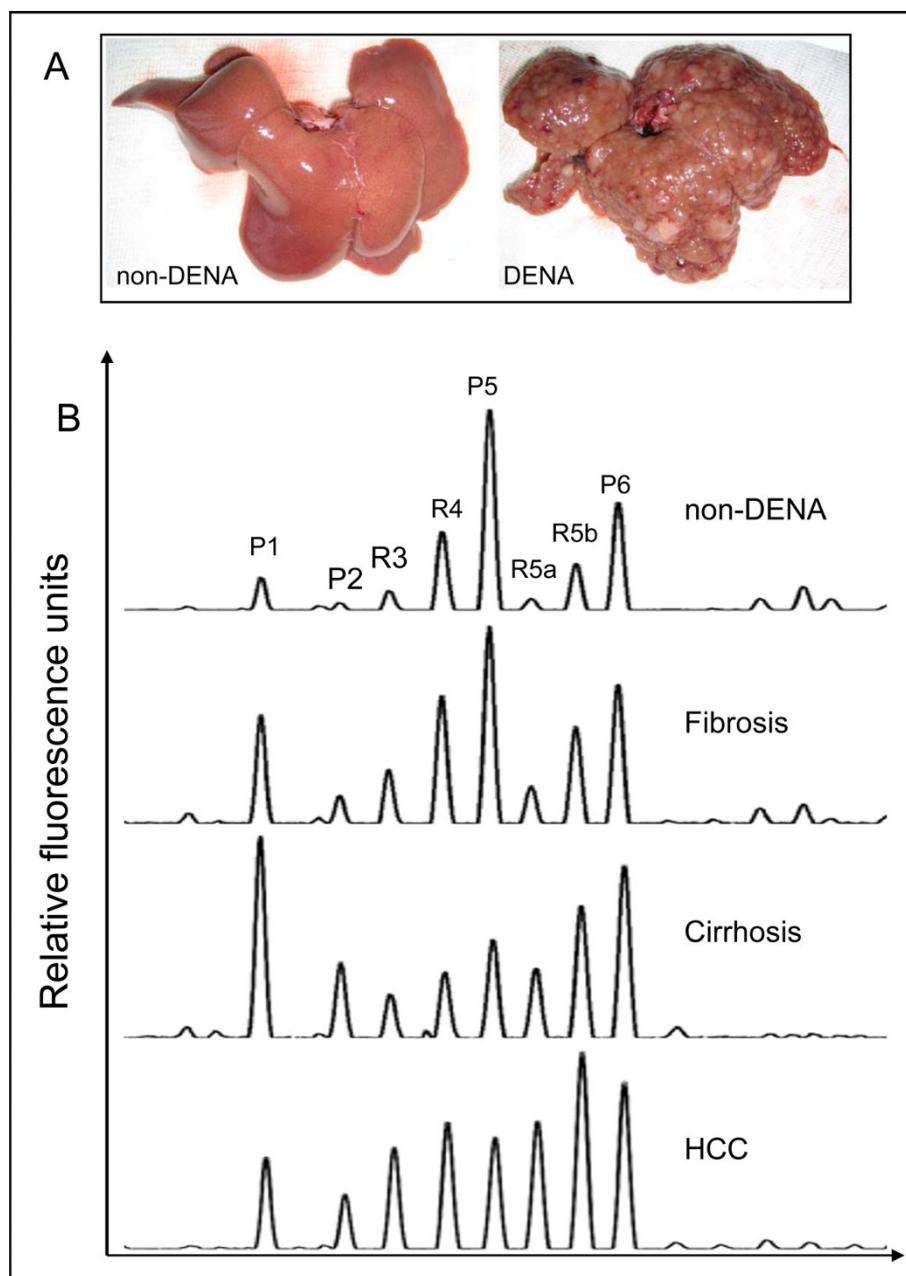 A
non-DENA
DENA
B
Relative fluorescence units
P1
P2
R3
R4
P5
R5a
R5b
P6
non-DENA
Fibrosis
Cirrhosis
HCC